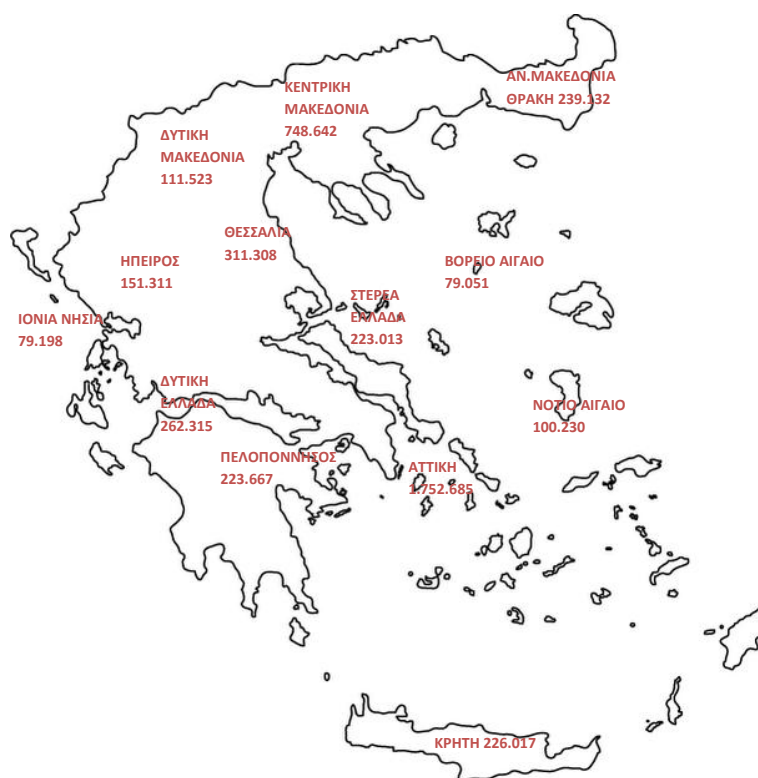 ΑΝ.ΜΑΚΕΔΟΝΙΑ
ΘΡΑΚΗ 239.132
ΚΕΝΤΡΙΚΗ
ΜΑΚΕΔΟΝΙΑ
748.642
ΔΥΤΙΚΗ
ΜΑΚΕΔΟΝΙΑ
111.523
ΘΕΣΣΑΛΙΑ
311.308
ΗΠΕΙΡΟΣ
151.311
ΒΟΡΕΙΟ ΑΙΓΑΙΟ
79.051
ΣΤΕΡΕΑ
ΕΛΛΑΔΑ
223.013
ΙΟΝΙΑ ΝΗΣΙΑ
79.198
ΔΥΤΙΚΗ
ΕΛΛΑΔΑ
262.315
ΝΟΤΙΟ ΑΙΓΑΙΟ
100.230
ΠΕΛΟΠΟΝΝΗΣΟΣ
223.667
ΑΤΤΙΚΗ
1.752.685
ΚΡΗΤΗ 226.017